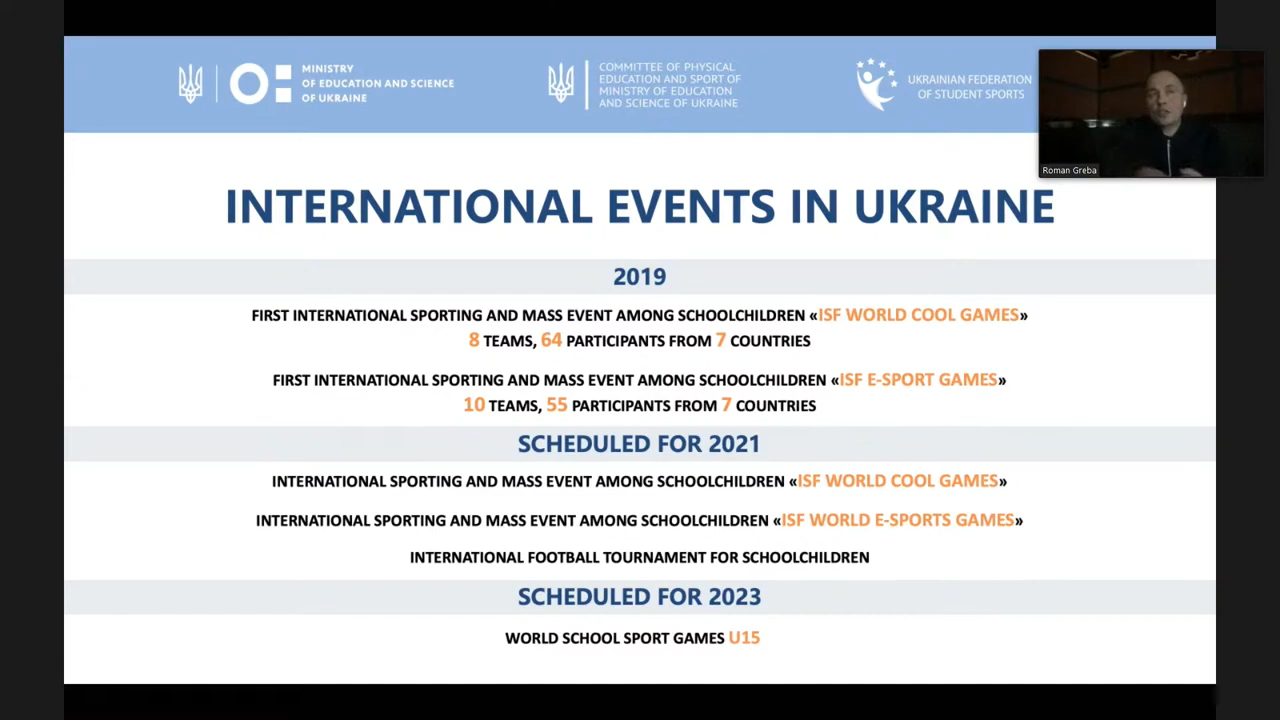 MINISTRY
OF EDUCATION AND SCIENCE
OF UKRAINE
COMMITTEE OF PHYSICAL
EDUCATION AND SPORT OF
MINISTRY OF EDUCATION
AND SCIENCE OF UKRAINE
UKRAINIAN FEDERATION
OF STUDENT SPORTS
Roman Greba
INTERNATIONAL EVENTS IN UKRAINE
2019
FIRST INTERNATIONAL SPORTING AND MASS EVENT AMONG SCHOOLCHILDREN «ISF WORLD COOL GAMES»
8 TEAMS, 64 PARTICIPANTS FROM 7 COUNTRIES
FIRST INTERNATIONAL SPORTING AND MASS EVENT AMONG SCHOOLCHILDREN «ISF E-SPORT GAMES»
10 TEAMS, 55 PARTICIPANTS FROM 7 COUNTRIES
SCHEDULED FOR 2021
INTERNATIONAL SPORTING AND MASS EVENT AMONG SCHOOLCHILDREN «ISF WORLD COOL GAMES»
INTERNATIONAL SPORTING AND MASS EVENT AMONG SCHOOLCHILDREN «ISF WORLD E-SPORTS GAMES»
INTERNATIONAL FOOTBALL TOURNAMENT FOR SCHOOLCHILDREN
SCHEDULED FOR 2023
WORLD SCHOOL SPORT GAMES U15